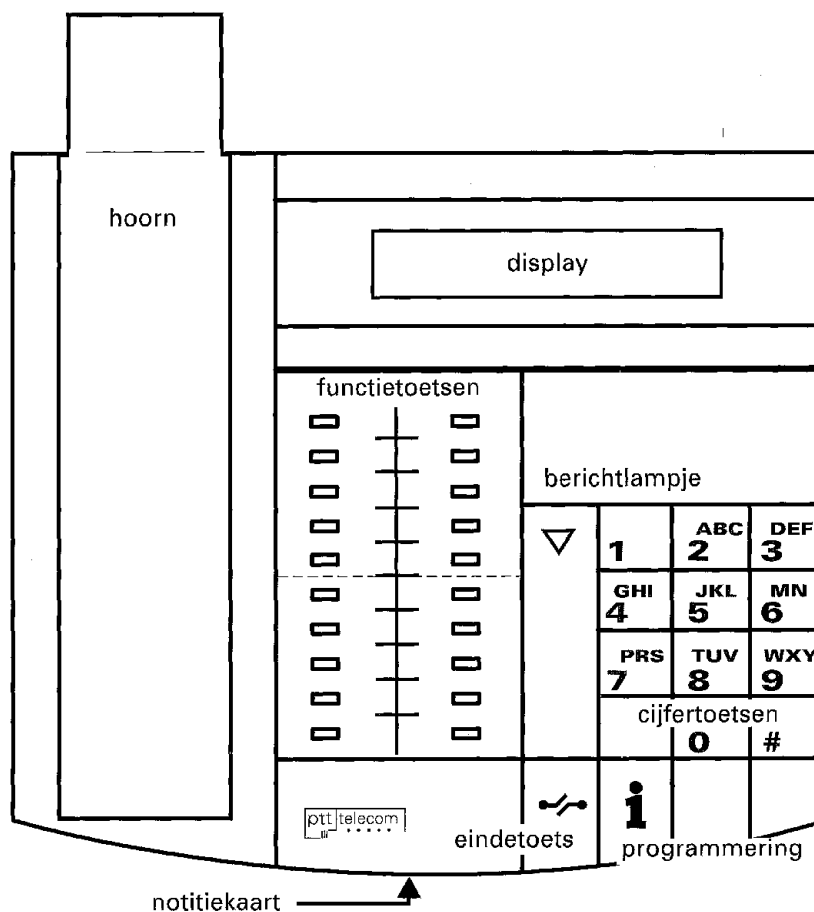 hoorn
display
functietoetsen
berichtlampje
1 ABC 2 DEF 3
GHI 4 JKL 5 MN 6
PRS 7 TUV 8 WXY 9
cijfertoetsen
0 #
ptt telecom
i
eindetoets
programmering
notitiekaart